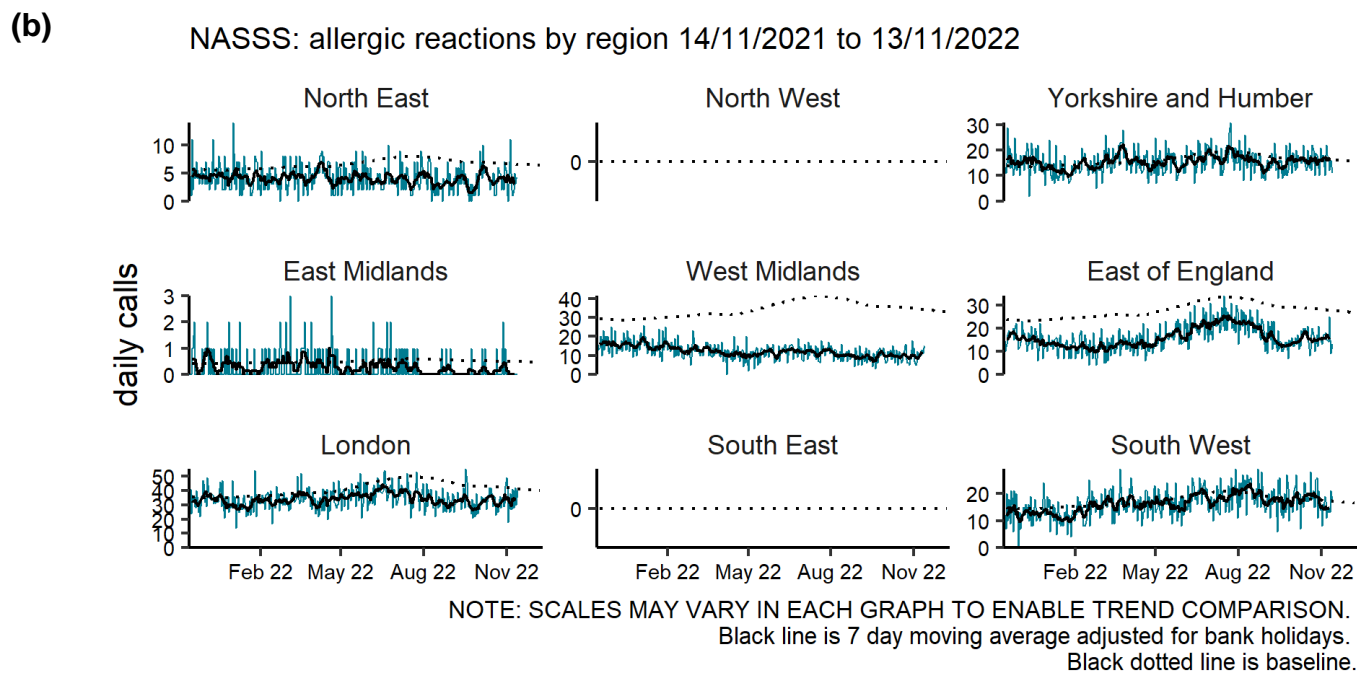 (b)
NASSS: allergic reactions by region 14/11/2021 to 13/11/2022
daily calls
North East
10
5
0
North West
0
Yorkshire and Humber
30
20
10
0
East Midlands
3
2
1
0
West Midlands
40
30
20
10
0
East of England
30
20
10
0
London
50
40
30
20
10
0
Feb 22 May 22 Aug 22 Nov 22
South East
0
Feb 22 May 22 Aug 22 Nov 22
South West
20
10
0
Feb 22 May 22 Aug 22 Nov 22
NOTE: SCALES MAY VARY IN EACH GRAPH TO ENABLE TREND COMPARISON.
Black line is 7 day moving average adjusted for bank holidays.
Black dotted line is baseline.